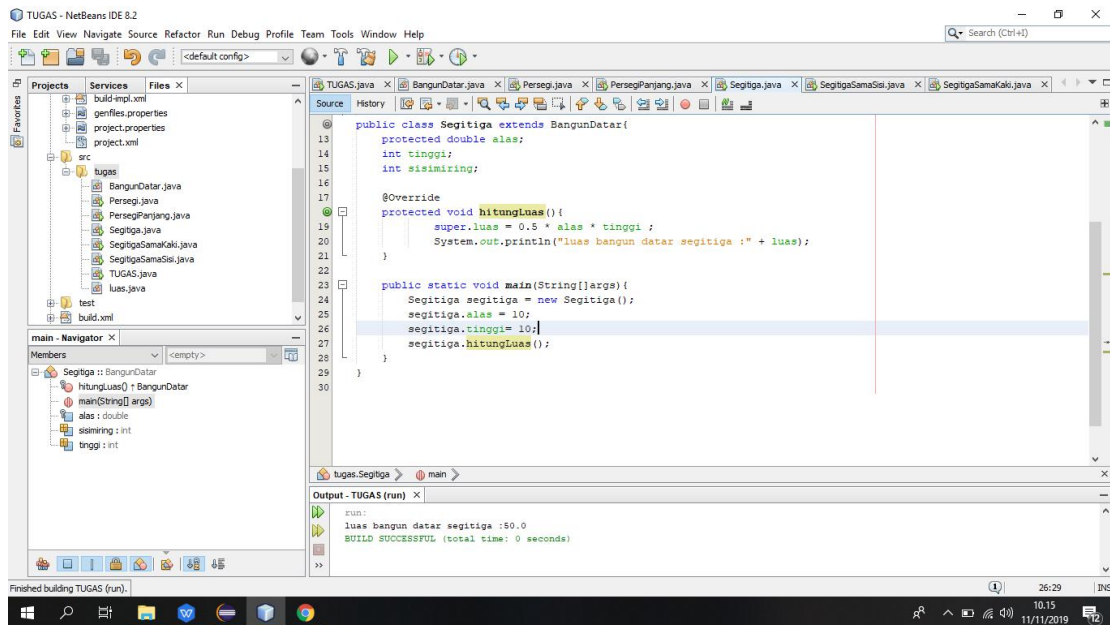 TUGAS - NetBeans IDE 8.2
File Edit View Navigate Source Refactor Run Debug Profile Team Tools Window Help
Search (Ctrl+I)
<default config>
Projects Services Files
Favorites
build-impl.xml
genfiles.properties
project.properties
project.xml
src
tugas
BangunDatar.java
Persegi.java
PersegiPanjang.java
Segitiga.java
SegitigaSamaKaki.java
SegitigaSamaSisi.java
TUGAS.java
luas.java
test
build.xml
main - Navigator
Members <empty>
Segitiga :: BangunDatar
hitungLuas() ↑ BangunDatar
main(String[] args)
alas : double
sisimiring : int
tinggi : int
TUGAS.java BangunDatar.java Persegi.java PersegiPanjang.java Segitiga.java SegitigaSamaSisi.java SegitigaSamaKaki.java
Source History
public class Segitiga extends BangunDatar{
13 protected double alas;
14 int tinggi;
15 int sisimiring;
16
17 @Override
protected void hitungLuas(){
19 super.luas = 0.5 * alas * tinggi ;
20 System.out.println("luas bangun datar segitiga :" + luas);
21 }
22
23 public static void main(String[]args){
24 Segitiga segitiga = new Segitiga();
25 segitiga.alas = 10;
26 segitiga.tinggi= 10;
27 segitiga.hitungLuas();
28 }
29 }
30
tugas.Segitiga main
Output - TUGAS (run)
run:
luas bangun datar segitiga :50.0
BUILD SUCCESSFUL (total time: 0 seconds)
Finished building TUGAS (run).
1
26:29
INS
10.15
11/11/2019
12